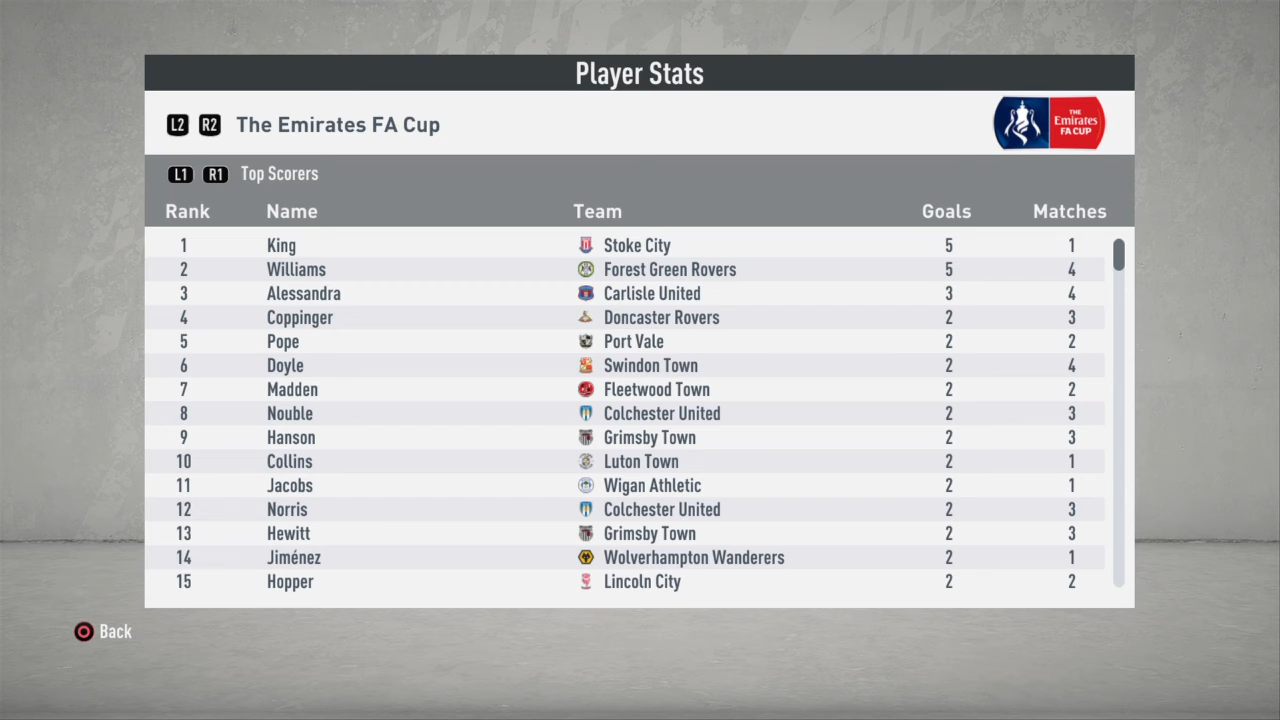 Player Stats
L2 R2 The Emirates FA Cup
THE
Emirates
FA CUP
L1 R1 Top Scorers
Rank Name Team Goals Matches
1 King Stoke City 5 1
2 Williams Forest Green Rovers 5 4
3 Alessandra Carlisle United 3 4
4 Coppinger Doncaster Rovers 2 3
5 Pope Port Vale 2 2
6 Doyle Swindon Town 2 4
7 Madden Fleetwood Town 2 2
8 Nouble Colchester United 2 3
9 Hanson Grimsby Town 2 3
10 Collins Luton Town 2 1
11 Jacobs Wigan Athletic 2 1
12 Norris Colchester United 2 3
13 Hewitt Grimsby Town 2 3
14 Jiménez Wolverhampton Wanderers 2 1
15 Hopper Lincoln City 2 2
Back